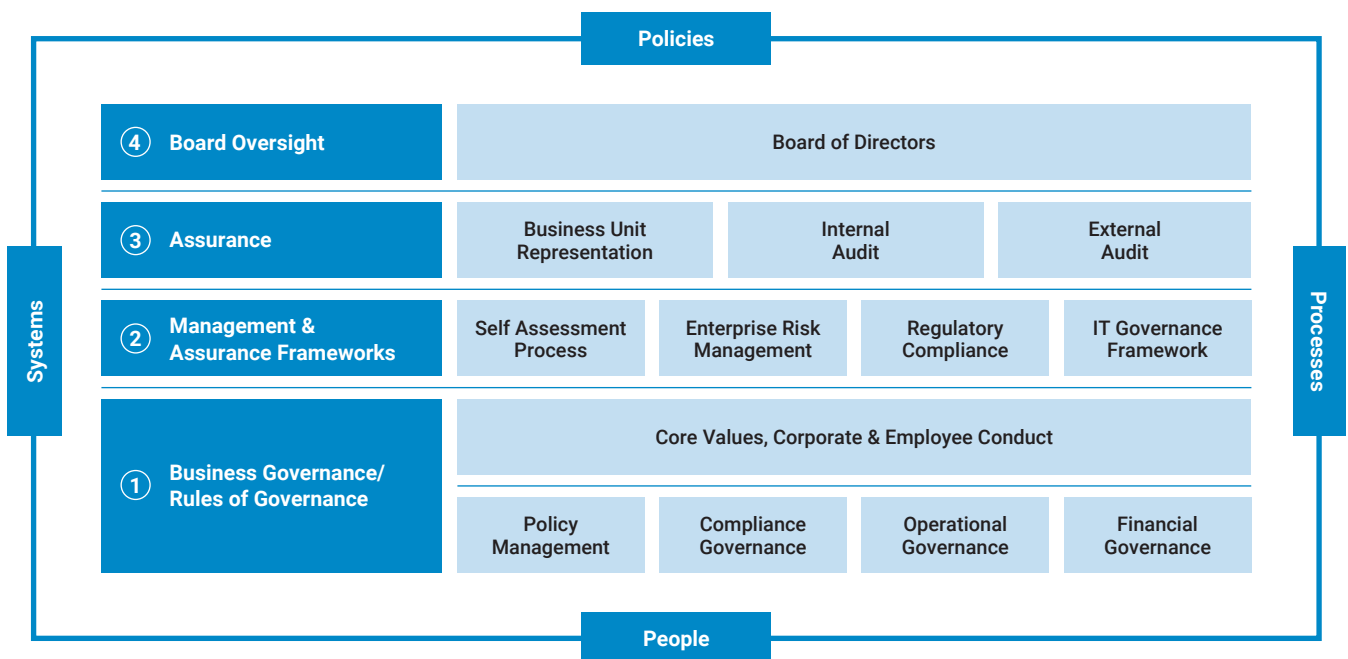 Policies
4
Board Oversight
Board of Directors
3
Assurance
Business Unit
Representation
Internal
Audit
External
Audit
Systems
Processes
2
Management &
Assurance Frameworks
Self Assessment
Process
Enterprise Risk
Management
Regulatory
Compliance
IT Governance
Framework
1
Business Governance/
Rules of Governance
Core Values, Corporate & Employee Conduct
Policy
Management
Compliance
Governance
Operational
Governance
Financial
Governance
People